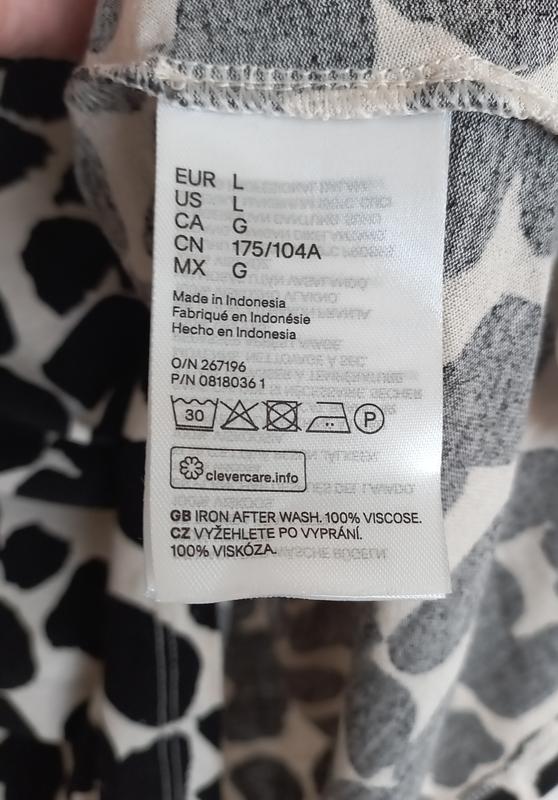 EUR L
US L
CA G
CN 175/104A
MX G
Made in Indonesia
Fabriqué en Indonésie
Hecho en Indonesia
O/N 267196
P/N 0818036 1
30 P
clevercare.info
GB IRON AFTER WASH. 100% VISCOSE.
CZ VYŽEHLETE PO VYPRÁNÍ.
100% VISKÓZA.